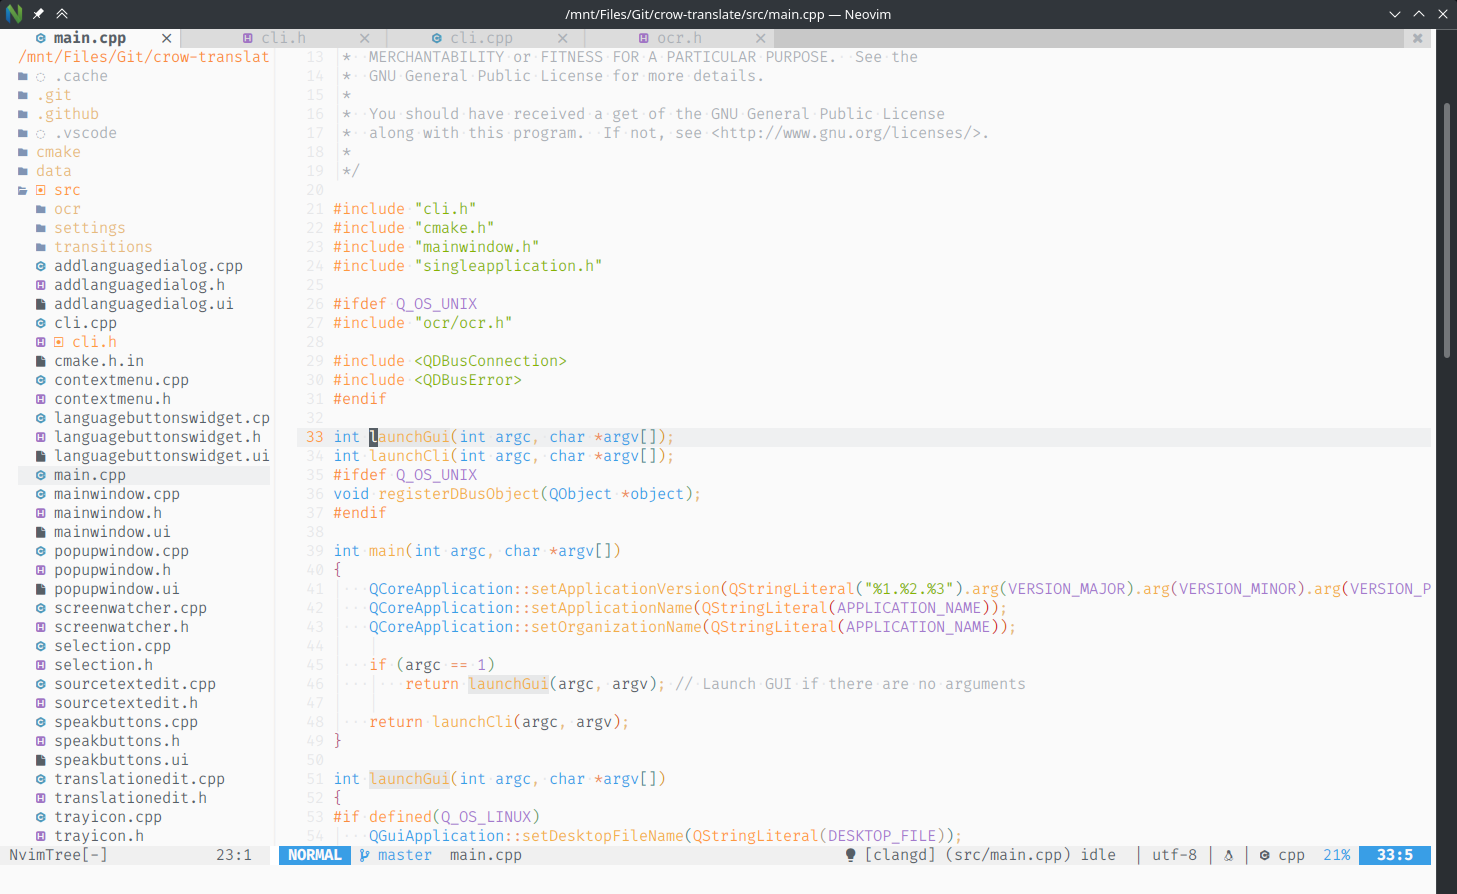 /mnt/Files/Git/crow-translate/src/main.cpp — Neovim
main.cpp cli.h cli.cpp ocr.h
/mnt/Files/Git/crow-translat
.cache
.git
.github
.vscode
cmake
data
src
ocr
settings
transitions
addlanguagedialog.cpp
addlanguagedialog.h
addlanguagedialog.ui
cli.cpp
cli.h
cmake.h.in
contextmenu.cpp
contextmenu.h
languagebuttonswidget.cp
languagebuttonswidget.h
languagebuttonswidget.ui
main.cpp
mainwindow.cpp
mainwindow.h
mainwindow.ui
popupwindow.cpp
popupwindow.h
popupwindow.ui
screenwatcher.cpp
screenwatcher.h
selection.cpp
selection.h
sourcetextedit.cpp
sourcetextedit.h
speakbuttons.cpp
speakbuttons.h
speakbuttons.ui
translationedit.cpp
translationedit.h
trayicon.cpp
trayicon.h
13 * MERCHANTABILITY or FITNESS FOR A PARTICULAR PURPOSE. See the
14 * GNU General Public License for more details.
15 *
16 * You should have received a get of the GNU General Public License
17 * along with this program. If not, see <http://www.gnu.org/licenses/>.
18 *
19 */
20
21 #include "cli.h"
22 #include "cmake.h"
23 #include "mainwindow.h"
24 #include "singleapplication.h"
25
26 #ifdef Q_OS_UNIX
27 #include "ocr/ocr.h"
28
29 #include <QDBusConnection>
30 #include <QDBusError>
31 #endif
32
33 int launchGui(int argc, char *argv[]);
34 int launchCli(int argc, char *argv[]);
35 #ifdef Q_OS_UNIX
36 void registerDBusObject(QObject *object);
37 #endif
38
39 int main(int argc, char *argv[])
40 {
41 QCoreApplication::setApplicationVersion(QStringLiteral("%1.%2.%3").arg(VERSION_MAJOR).arg(VERSION_MINOR).arg(VERSION_P
42 QCoreApplication::setApplicationName(QStringLiteral(APPLICATION_NAME));
43 QCoreApplication::setOrganizationName(QStringLiteral(APPLICATION_NAME));
44
45 if (argc == 1)
46 return launchGui(argc, argv); // Launch GUI if there are no arguments
47
48 return launchCli(argc, argv);
49 }
50
51 int launchGui(int argc, char *argv[])
52 {
53 #if defined(Q_OS_LINUX)
54 QGuiApplication::setDesktopFileName(QStringLiteral(DESKTOP_FILE));
NvimTree[-] 23:1 NORMAL master main.cpp [clangd] (src/main.cpp) idle | utf-8 | | cpp 21% 33:5